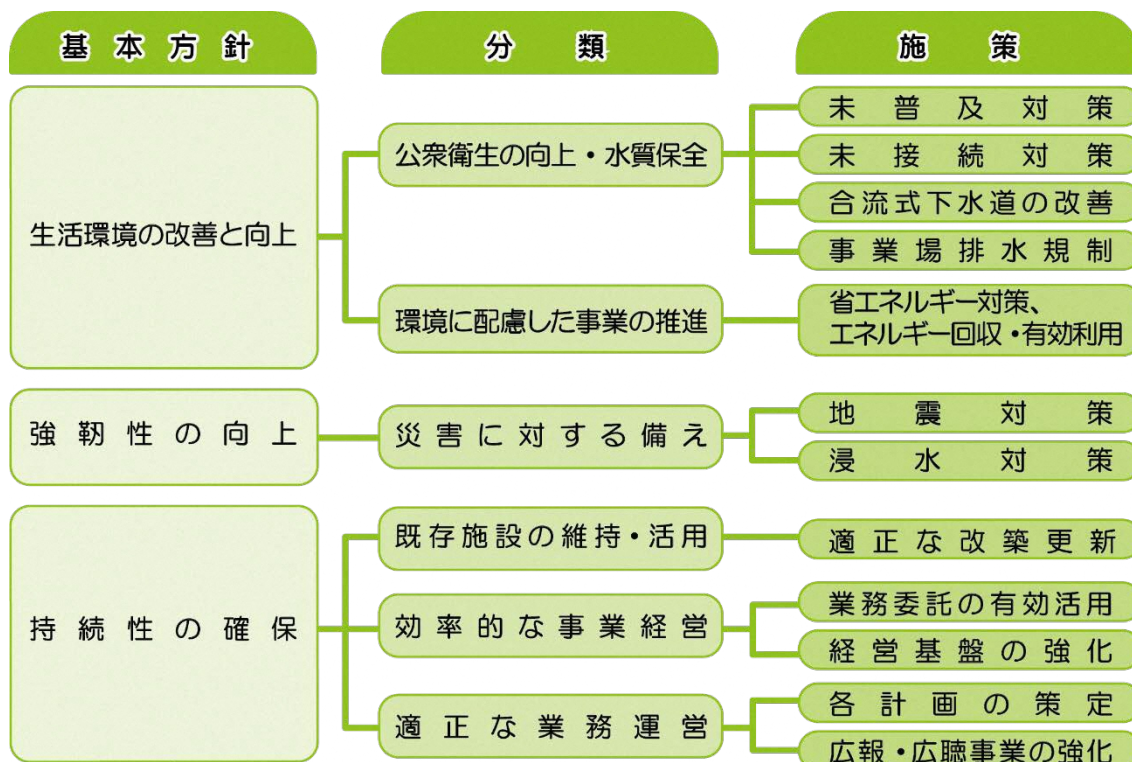 基本方針
分類
施策
生活環境の改善と向上
公衆衛生の向上・水質保全
未普及対策
未接続対策
合流式下水道の改善
事業場排水規制
環境に配慮した事業の推進
省エネルギー対策、
エネルギー回収・有効利用
強靭性の向上
災害に対する備え
地震対策
浸水対策
持続性の確保
既存施設の維持・活用
適正な改築更新
効率的な事業経営
業務委託の有効活用
経営基盤の強化
適正な業務運営
各計画の策定
広報・広聴事業の強化